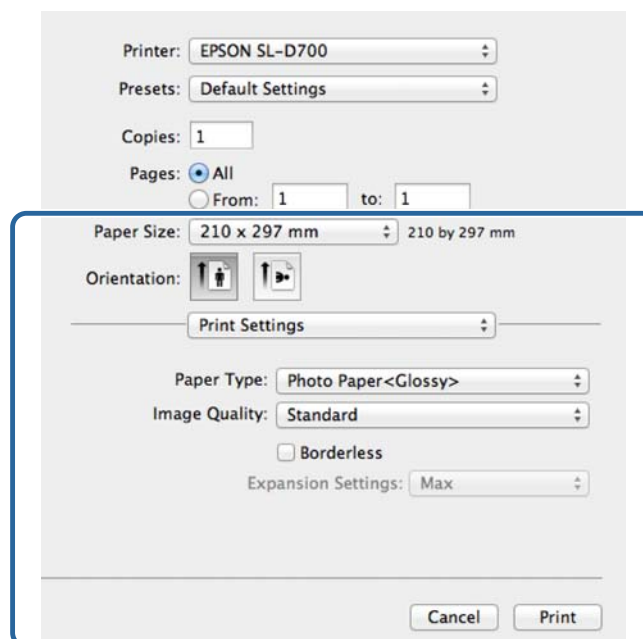 Printer: EPSON SL-D700
Presets: Default Settings
Copies: 1
Pages: All
From: 1 to: 1
Paper Size: 210 x 297 mm 210 by 297 mm
Orientation:
Print Settings
Paper Type: Photo Paper<Glossy>
Image Quality: Standard
Borderless
Expansion Settings: Max
Cancel Print